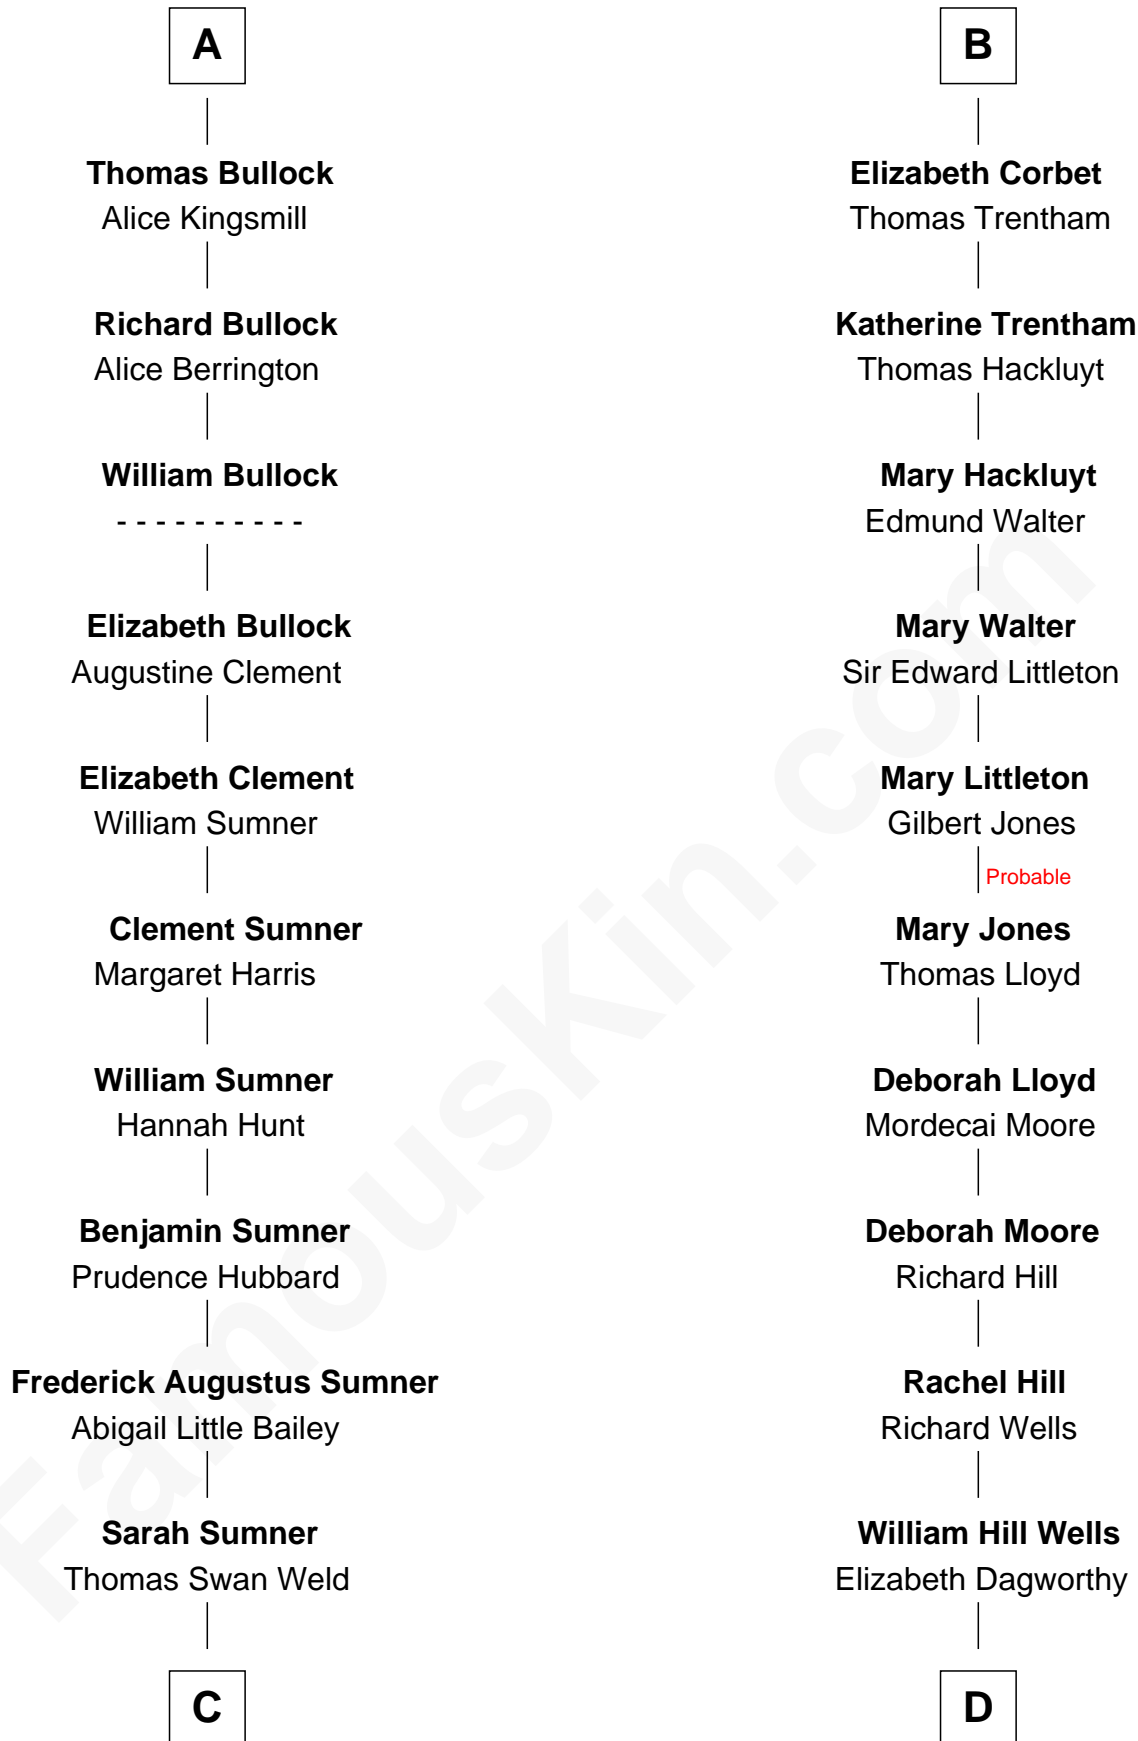 A
Thomas Bullock
Alice Kingsmill
Richard Bullock
Alice Berrington
William Bullock
- - - - - - - - - -
Elizabeth Bullock
Augustine Clement
Elizabeth Clement
William Sumner
Clement Sumner
Margaret Harris
William Sumner
Hannah Hunt
Benjamin Sumner
Prudence Hubbard
Frederick Augustus Sumner
Abigail Little Bailey
Sarah Sumner
Thomas Swan Weld
C
B
Elizabeth Corbet
Thomas Trentham
Katherine Trentham
Thomas Hackluyt
Mary Hackluyt
Edmund Walter
Mary Walter
Sir Edward Littleton
Mary Littleton
Gilbert Jones
Probable
Mary Jones
Thomas Lloyd
Deborah Lloyd
Mordecai Moore
Deborah Moore
Richard Hill
Rachel Hill
Richard Wells
William Hill Wells
Elizabeth Dagworthy
D
FamousKin.com